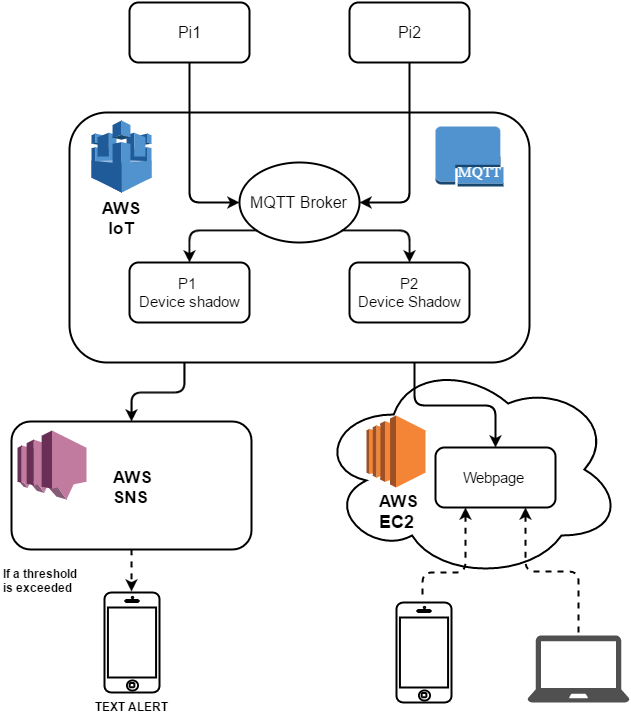 Pi1
Pi2
AWS
IoT
MQTT
MQTT Broker
P1
Device shadow
P2
Device Shadow
AWS
SNS
AWS
EC2
Webpage
If a threshold
is exceeded
TEXT ALERT